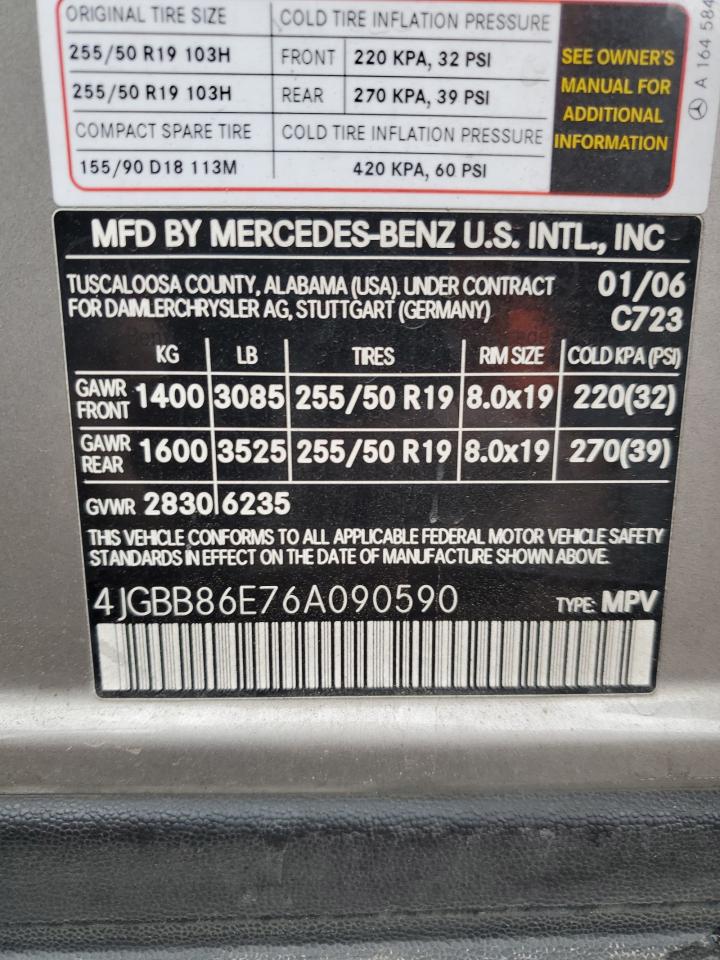 ORIGINAL TIRE SIZE COLD TIRE INFLATION PRESSURE
255/50 R19 103H FRONT 220 KPA, 32 PSI
255/50 R19 103H REAR 270 KPA, 39 PSI
COMPACT SPARE TIRE COLD TIRE INFLATION PRESSURE
155/90 D18 113M 420 KPA, 60 PSI
SEE OWNER'S
MANUAL FOR
ADDITIONAL
INFORMATION
A 164 584
MFD BY MERCEDES-BENZ U.S. INTL., INC
TUSCALOOSA COUNTY, ALABAMA (USA). UNDER CONTRACT 01/06
FOR DAIMLERCHRYSLER AG, STUTTGART (GERMANY) C723
KG LB TIRES RIM SIZE COLD KPA (PSI)
GAWR FRONT 1400 3085 255/50 R19 8.0x19 220(32)
GAWR REAR 1600 3525 255/50 R19 8.0x19 270(39)
GVWR 2830 6235
THIS VEHICLE CONFORMS TO ALL APPLICABLE FEDERAL MOTOR VEHICLE SAFETY
STANDARDS IN EFFECT ON THE DATE OF MANUFACTURE SHOWN ABOVE.
4JGBB86E76A090590 TYPE: MPV